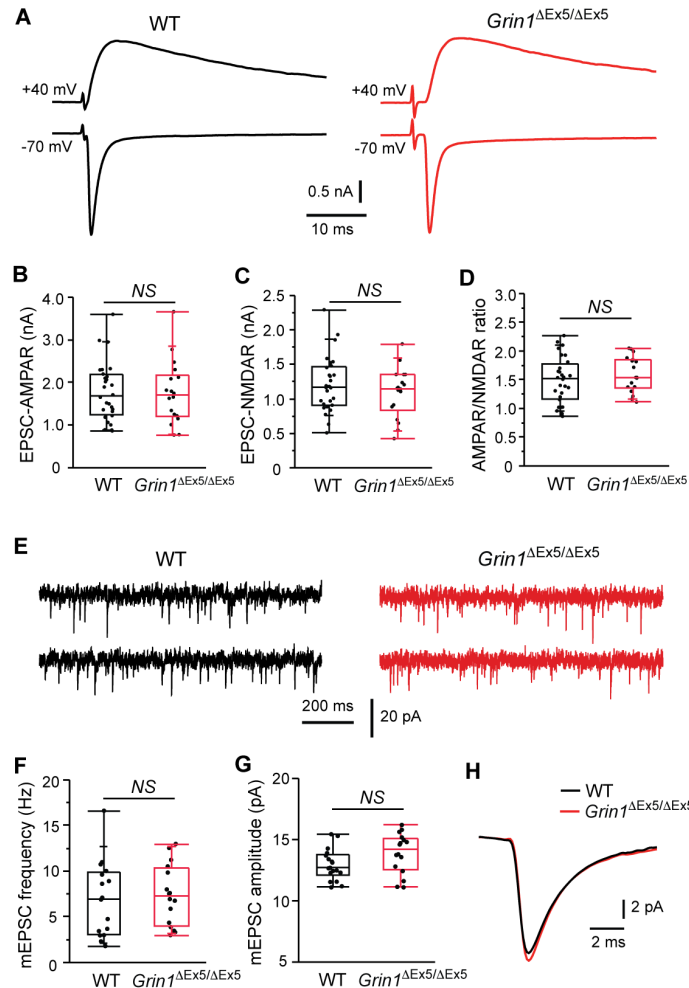 A
WT
Grin1ΔEx5/ΔEx5
+40 mV
+40 mV
-70 mV
-70 mV
0.5 nA
10 ms
B
NS
EPSC-AMPAR (nA)
4.0
3.0
2.0
1.0
0
WT
Grin1ΔEx5/ΔEx5
C
NS
EPSC-NMDAR (nA)
2.5
2.0
1.5
1.0
0.5
0
WT
Grin1ΔEx5/ΔEx5
D
NS
AMPAR/NMDAR ratio
3.0
2.5
2.0
1.5
1.0
0.5
0
WT
Grin1ΔEx5/ΔEx5
E
WT
Grin1ΔEx5/ΔEx5
200 ms
20 pA
F
NS
mEPSC frequency (Hz)
20
15
10
5
0
WT
Grin1ΔEx5/ΔEx5
G
NS
mEPSC amplitude (pA)
20
15
10
5
WT
Grin1ΔEx5/ΔEx5
H
WT
Grin1ΔEx5/ΔEx5
2 pA
2 ms